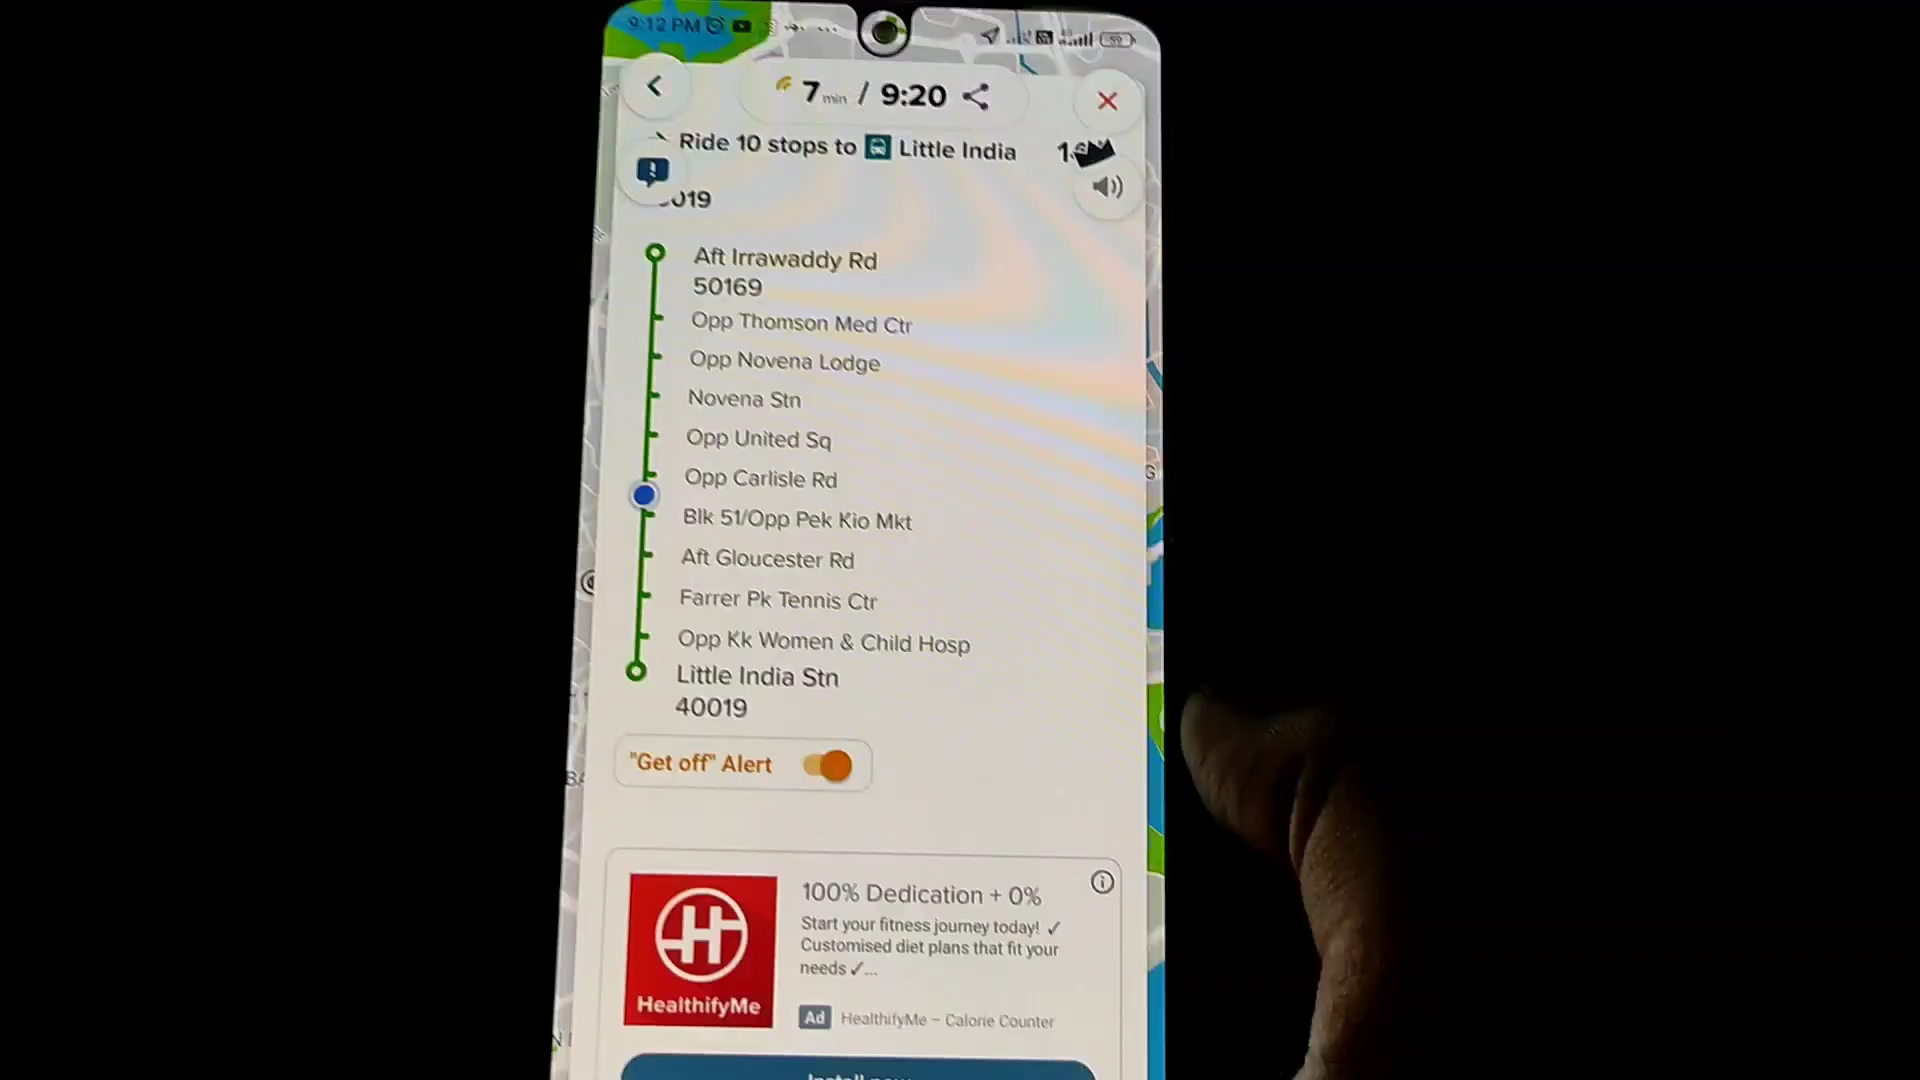 9:12 PM
59
7 min / 9:20
Ride 10 stops to Little India
019
Aft Irrawaddy Rd
50169
Opp Thomson Med Ctr
Opp Novena Lodge
Novena Stn
Opp United Sq
Opp Carlisle Rd
Blk 51/Opp Pek Kio Mkt
Aft Gloucester Rd
Farrer Pk Tennis Ctr
Opp Kk Women & Child Hosp
Little India Stn
40019
"Get off" Alert
100% Dedication + 0%
Start your fitness journey today! ✓
Customised diet plans that fit your
needs ✓...
HealthifyMe
Ad HealthifyMe – Calorie Counter
Install now